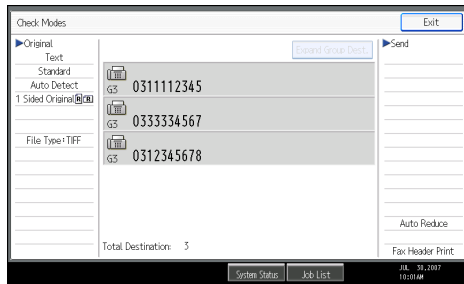 Check Modes
Exit
▶Original
Text
Standard
Auto Detect
1 Sided Original
File Type:TIFF
Expand Group Dest.
G3 0311112345
G3 0333334567
G3 0312345678
Total Destination: 3
▶Send
Auto Reduce
Fax Header Print
System Status
Job List
JUL 30,2007
10:01AM